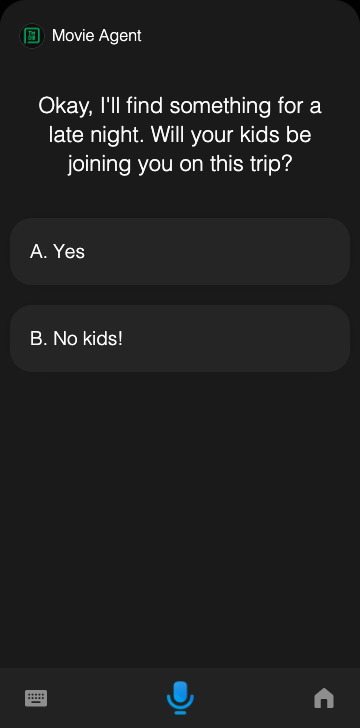 Movie Agent
Okay, I'll find something for a
late night. Will your kids be
joining you on this trip?
A. Yes
B. No kids!